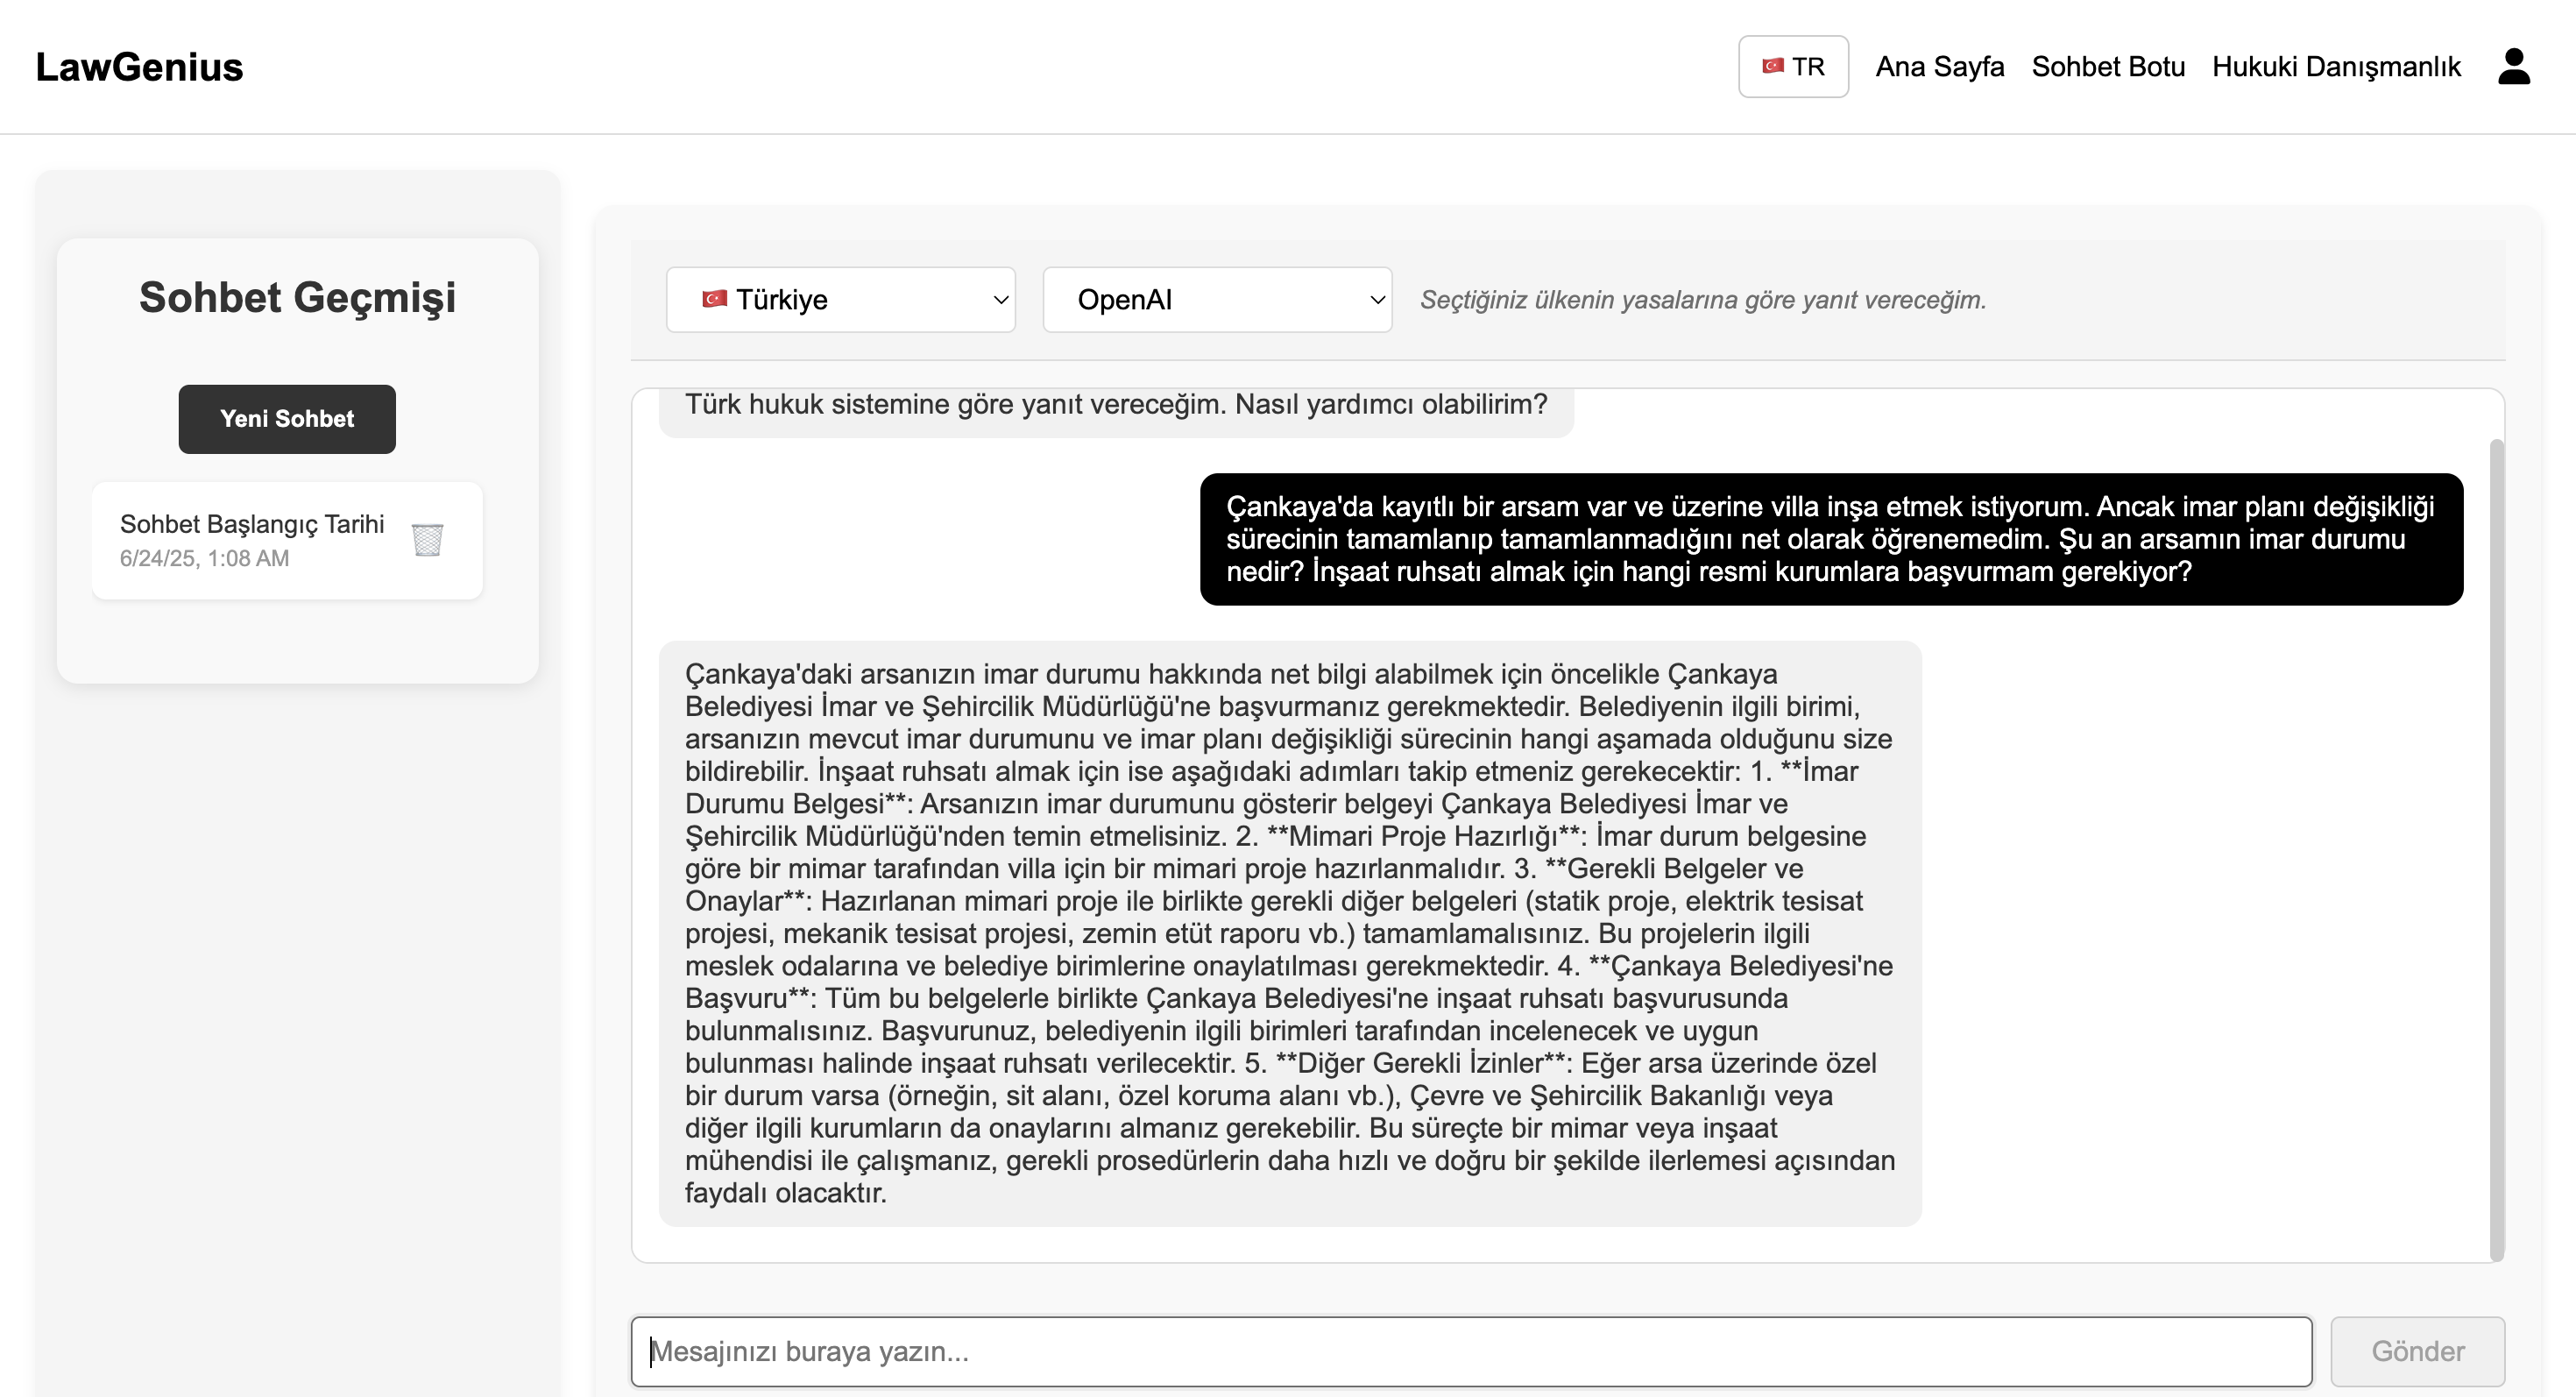 LawGenius
TR
Ana Sayfa
Sohbet Botu
Hukuki Danışmanlık
Sohbet Geçmişi
Yeni Sohbet
Sohbet Başlangıç Tarihi
6/24/25, 1:08 AM
Türkiye
OpenAI
Seçtiğiniz ülkenin yasalarına göre yanıt vereceğim.
Türk hukuk sistemine göre yanıt vereceğim. Nasıl yardımcı olabilirim?
Çankaya'da kayıtlı bir arsam var ve üzerine villa inşa etmek istiyorum. Ancak imar planı değişikliği
sürecinin tamamlanıp tamamlanmadığını net olarak öğrenemedim. Şu an arsamın imar durumu
nedir? İnşaat ruhsatı almak için hangi resmi kurumlara başvurmam gerekiyor?
Çankaya'daki arsanızın imar durumu hakkında net bilgi alabilmek için öncelikle Çankaya
Belediyesi İmar ve Şehircilik Müdürlüğü'ne başvurmanız gerekmektedir. Belediyenin ilgili birimi,
arsanızın mevcut imar durumunu ve imar planı değişikliği sürecinin hangi aşamada olduğunu size
bildirebilir. İnşaat ruhsatı almak için ise aşağıdaki adımları takip etmeniz gerekecektir: 1. **İmar
Durumu Belgesi**: Arsanızın imar durumunu gösterir belgeyi Çankaya Belediyesi İmar ve
Şehircilik Müdürlüğü'nden temin etmelisiniz. 2. **Mimari Proje Hazırlığı**: İmar durum belgesine
göre bir mimar tarafından villa için bir mimari proje hazırlanmalıdır. 3. **Gerekli Belgeler ve
Onaylar**: Hazırlanan mimari proje ile birlikte gerekli diğer belgeleri (statik proje, elektrik tesisat
projesi, mekanik tesisat projesi, zemin etüt raporu vb.) tamamlamalısınız. Bu projelerin ilgili
meslek odalarına ve belediye birimlerine onaylatılması gerekmektedir. 4. **Çankaya Belediyesi'ne
Başvuru**: Tüm bu belgelerle birlikte Çankaya Belediyesi'ne inşaat ruhsatı başvurusunda
bulunmalısınız. Başvurunuz, belediyenin ilgili birimleri tarafından incelenecek ve uygun
bulunması halinde inşaat ruhsatı verilecektir. 5. **Diğer Gerekli İzinler**: Eğer arsa üzerinde özel
bir durum varsa (örneğin, sit alanı, özel koruma alanı vb.), Çevre ve Şehircilik Bakanlığı veya
diğer ilgili kurumların da onaylarını almanız gerekebilir. Bu süreçte bir mimar veya inşaat
mühendisi ile çalışmanız, gerekli prosedürlerin daha hızlı ve doğru bir şekilde ilerlemesi açısından
faydalı olacaktır.
Mesajınızı buraya yazın...
Gönder